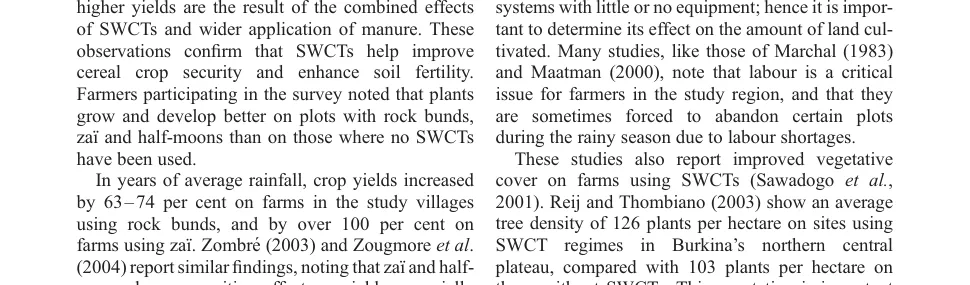 higher yields are the result of the combined effects
of SWCTs and wider application of manure. These
observations confirm that SWCTs help improve
cereal crop security and enhance soil fertility.
Farmers participating in the survey noted that plants
grow and develop better on plots with rock bunds,
zaï and half-moons than on those where no SWCTs
have been used.
In years of average rainfall, crop yields increased
by 63–74 per cent on farms in the study villages
using rock bunds, and by over 100 per cent on
farms using zaï. Zombré (2003) and Zougmore et al.
(2004) report similar findings, noting that zaï and half-
systems with little or no equipment; hence it is impor-
tant to determine its effect on the amount of land cul-
tivated. Many studies, like those of Marchal (1983)
and Maatman (2000), note that labour is a critical
issue for farmers in the study region, and that they
are sometimes forced to abandon certain plots
during the rainy season due to labour shortages.
These studies also report improved vegetative
cover on farms using SWCTs (Sawadogo et al.,
2001). Reij and Thombiano (2003) show an average
tree density of 126 plants per hectare on sites using
SWCT regimes in Burkina's northern central
plateau, compared with 103 plants per hectare on